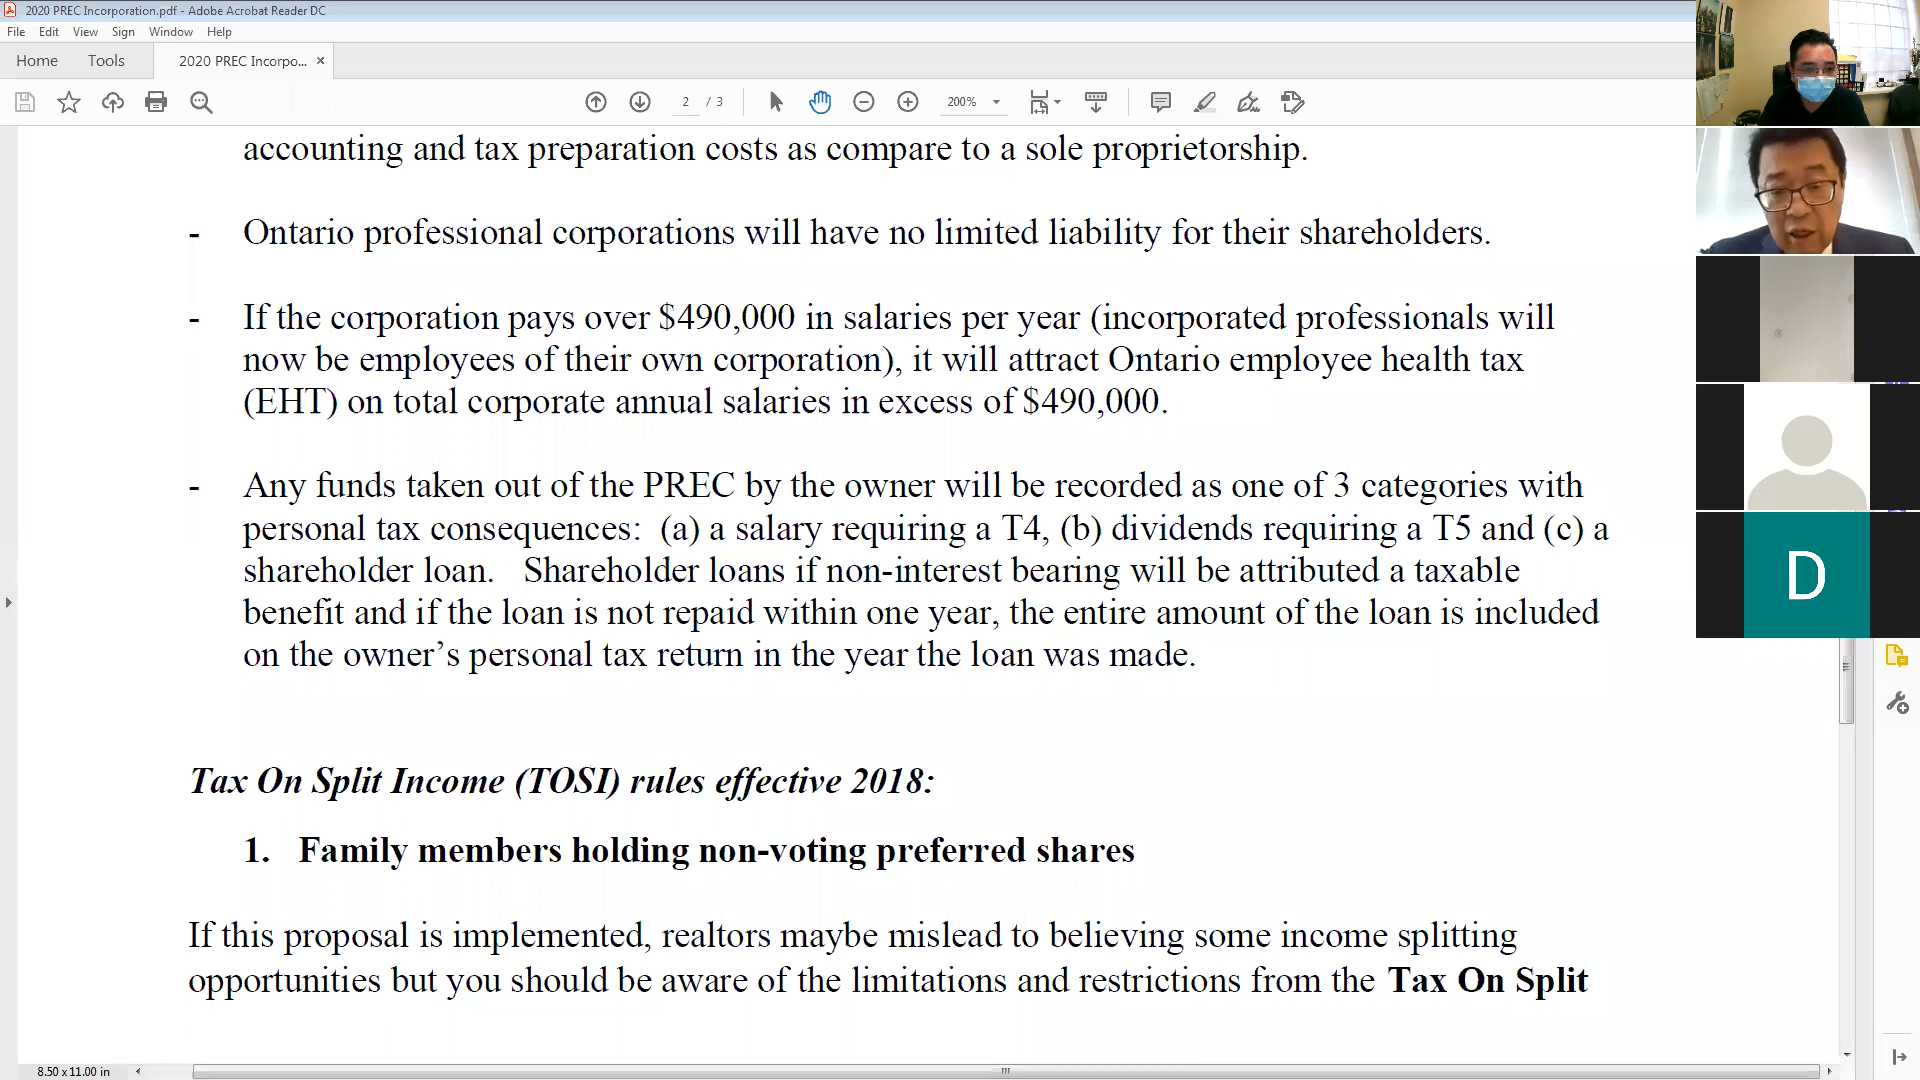 2020 PREC Incorporation.pdf - Adobe Acrobat Reader DC
File Edit View Sign Window Help
Home Tools 2020 PREC Incorpo... ×
2 / 3 200%
accounting and tax preparation costs as compare to a sole proprietorship.
- Ontario professional corporations will have no limited liability for their shareholders.
- If the corporation pays over $490,000 in salaries per year (incorporated professionals will
now be employees of their own corporation), it will attract Ontario employee health tax
(EHT) on total corporate annual salaries in excess of $490,000.
- Any funds taken out of the PREC by the owner will be recorded as one of 3 categories with
personal tax consequences: (a) a salary requiring a T4, (b) dividends requiring a T5 and (c) a
shareholder loan. Shareholder loans if non-interest bearing will be attributed a taxable
benefit and if the loan is not repaid within one year, the entire amount of the loan is included
on the owner’s personal tax return in the year the loan was made.
D
Tax On Split Income (TOSI) rules effective 2018:
1. Family members holding non-voting preferred shares
If this proposal is implemented, realtors maybe mislead to believing some income splitting
opportunities but you should be aware of the limitations and restrictions from the Tax On Split
8.50 x 11.00 in